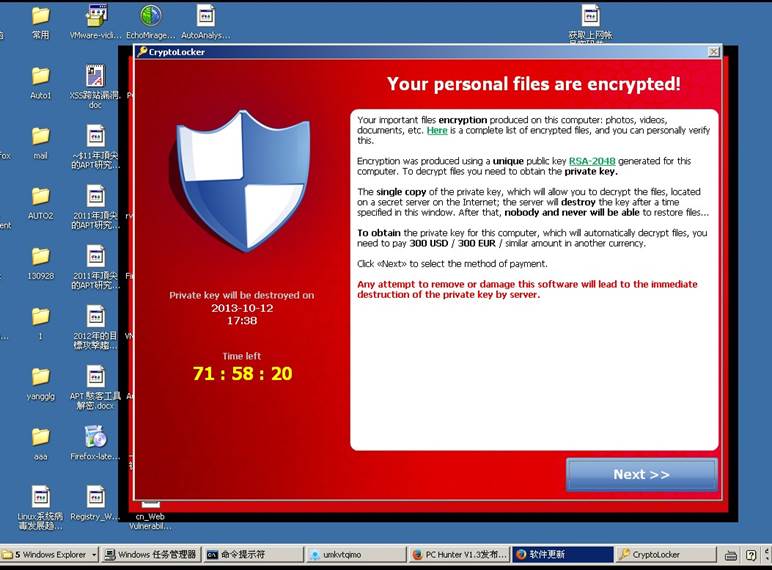 常用
VMware-vicli...
EchoMirage...
AutoAnalys...
获取上网帐
CryptoLocker
Your personal files are encrypted!
Your important files encryption produced on this computer: photos, videos,
documents, etc. Here is a complete list of encrypted files, and you can personally verify
this.
Encryption was produced using a unique public key RSA-2048 generated for this
computer. To decrypt files you need to obtain the private key.
The single copy of the private key, which will allow you to decrypt the files, located
on a secret server on the Internet; the server will destroy the key after a time
specified in this window. After that, nobody and never will be able to restore files...
To obtain the private key for this computer, which will automatically decrypt files, you
need to pay 300 USD / 300 EUR / similar amount in another currency.
Click «Next» to select the method of payment.
Any attempt to remove or damage this software will lead to the immediate
destruction of the private key by server.
Private key will be destroyed on
2013-10-12
17:38
Time left
71 : 58 : 20
Next >>
Auto1
XSS跨站漏洞.
doc
mail
~$11年頂尖
的APT研究...
AUTO2
2011年頂尖
的APT研究...
130928
2011年頂尖
的APT研究...
1
2012年的目
標攻擊趨...
yangglg
APT 駭客工具
解密.docx
aaa
Firefox-late...
Linux系统病
毒发展趋...
Registry_W...
cn_Web
Vulnerabil...
5 Windows Explorer
Windows 任务管理器
命令提示符
umkvtqimo
PC Hunter V1.3发布...
软件更新
CryptoLocker